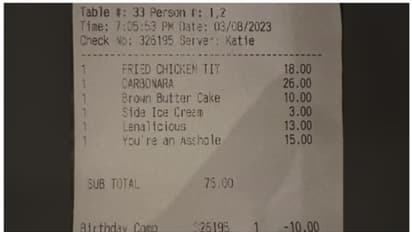 Table #: 33 Person #: 1,2
Time: 7:05:53 PM Date: 03/08/2023
Check No: 326195 Server: Katie
1 FRIED CHICKEN TIT 18.00
1 CARBONARA 26.00
1 Brown Butter Cake 10.00
1 Side Ice Cream 3.00
1 Lenalicious 13.00
1 You're an Asshole 15.00
SUB TOTAL 75.00
Birthday Comp 326195 1 -10.00